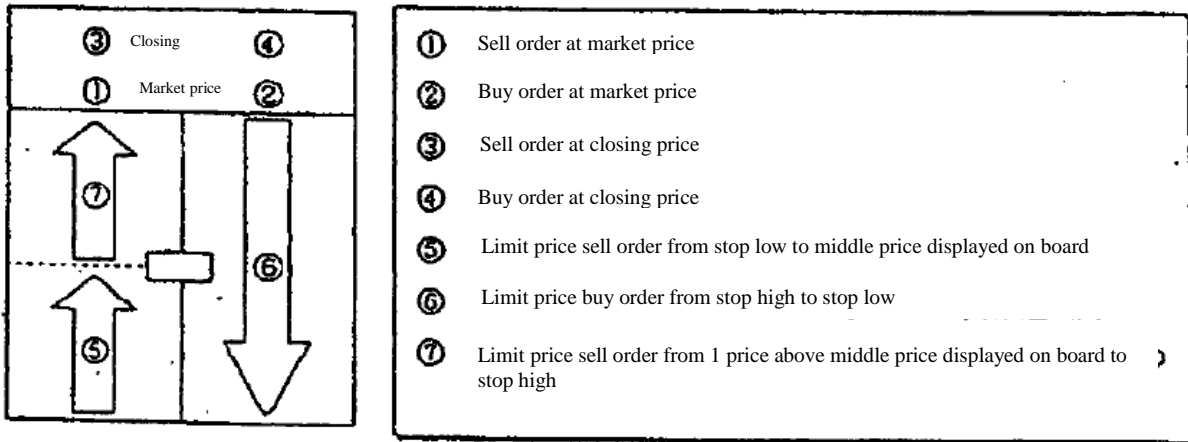 ③ Closing ④
① Market price ②
⑦
⑥
⑤
① Sell order at market price
② Buy order at market price
③ Sell order at closing price
④ Buy order at closing price
⑤ Limit price sell order from stop low to middle price displayed on board
⑥ Limit price buy order from stop high to stop low
⑦ Limit price sell order from 1 price above middle price displayed on board to
stop high